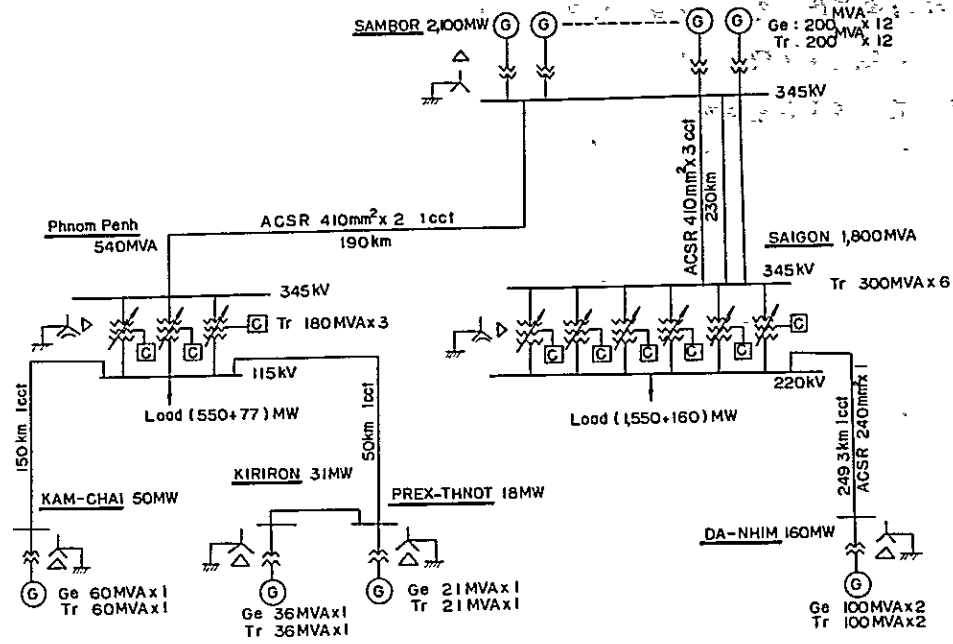 SAMBOR 2,100MW
G G G G
Ge : 200 MVA x 12
Tr . 200 MVA x 12
345kV
ACSR 410mm² x 2 1cct
190km
ACSR 410mm² x 3 cct
230km
Phnom Penh
540MVA
SAIGON 1,800MVA
345kV
345kV
Tr 300MVA x 6
Tr 180MVA x 3
C C C
C C C C C C
115kV
220kV
Load (550+77) MW
Load (1,550+160) MW
150km 1cct
50km 1cct
249.3km 1cct
ACSR 240mm² x 1
KIRIRON 31MW
KAM-CHAI 50MW
PREX-THNOT 18MW
DA-NHIM 160MW
G G G G
Ge 60MVA x 1
Tr 60MVA x 1
Ge 36MVA x 1
Tr 36MVA x 1
Ge 21MVA x 1
Tr 21MVA x 1
Ge 100MVA x 2
Tr 100MVA x 2